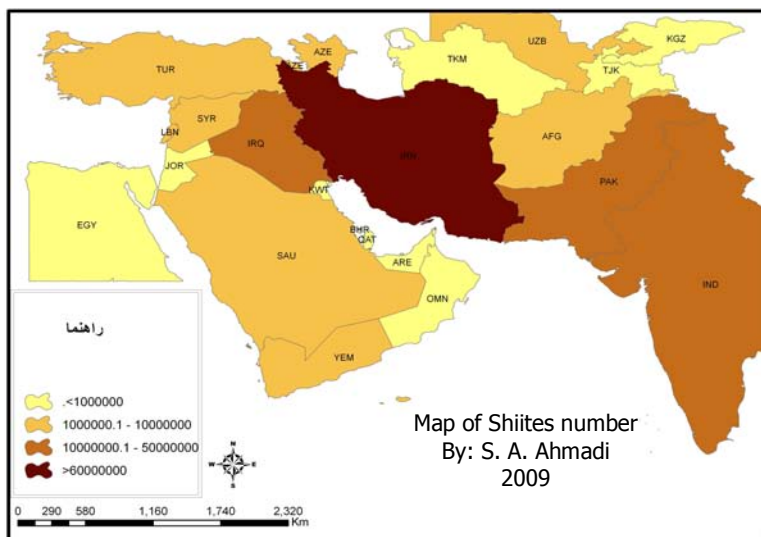 AZE
UZB
KGZ
TUR
ZE
TKM
TJK
LBN
SYR
IRQ
IRN
AFG
JOR
KWT
PAK
EGY
BHR
QAT
SAU
ARE
OMN
IND
YEM
راهنما
.<1000000
1000000.1 - 10000000
10000000.1 - 50000000
>60000000
N
W E
S
Map of Shiites number
By: S. A. Ahmadi
2009
0 290 580 1,160 1,740 2,320
Km